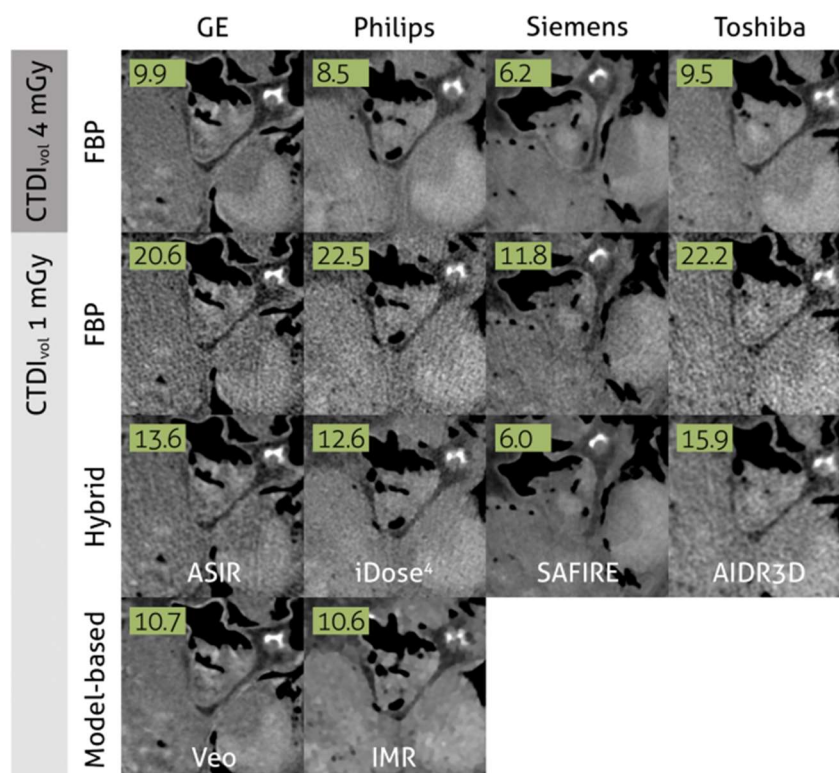 GE Philips Siemens Toshiba
CTDIvol 4 mGy
FBP
9.9 8.5 6.2 9.5
CTDIvol 1 mGy
FBP
20.6 22.5 11.8 22.2
Hybrid
13.6 12.6 6.0 15.9
ASIR iDose⁴ SAFIRE AIDR3D
Model-based
10.7 10.6
Veo IMR